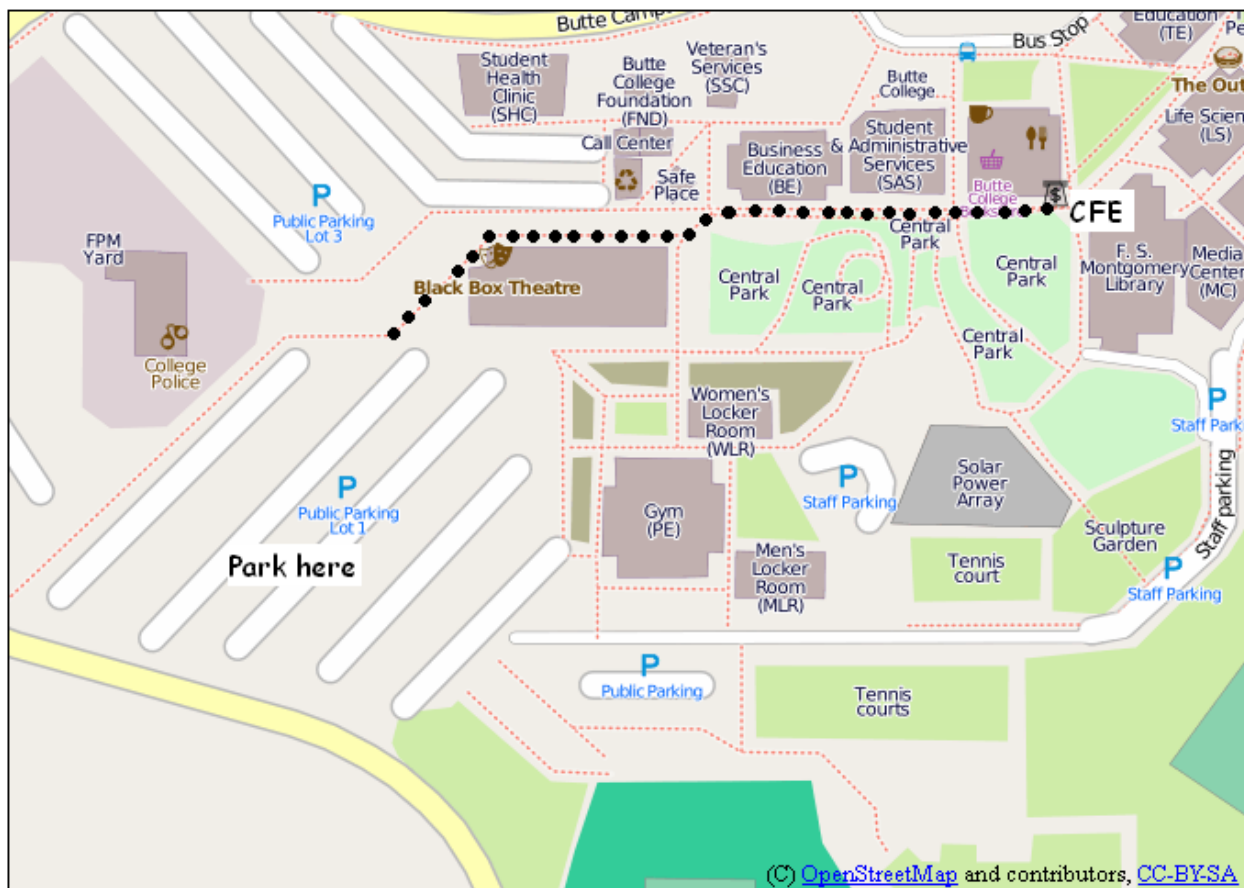 Butte Camp
Bus Stop
Education
(TE)
Student
Health
Clinic
(SHC)
Butte
College
Foundation
(FND)
Veteran's
Services
(SSC)
Butte
College
The Out
Life Scien
(LS)
Call Center
Business
Education
(BE)
Student
& Administrative
Services
(SAS)
Safe
Place
P
Public Parking
Lot 3
Butte
College
$
CFE
FPM
Yard
Central
Park
F. S.
Montgomery
Library
Media
Center
(MC)
Black Box Theatre
Central
Park
Central
Park
Central
Park
Central
Park
College
Police
Women's
Locker
Room
(WLR)
P
Staff Park
P
Public Parking
Lot 1
P
Staff Parking
Solar
Power
Array
Gym
(PE)
Staff parking
Sculpture
Garden
Park here
Men's
Locker
Room
(MLR)
Tennis
court
P
Staff Parking
P
Public Parking
Tennis
courts
(C) OpenStreetMap and contributors, CC-BY-SA